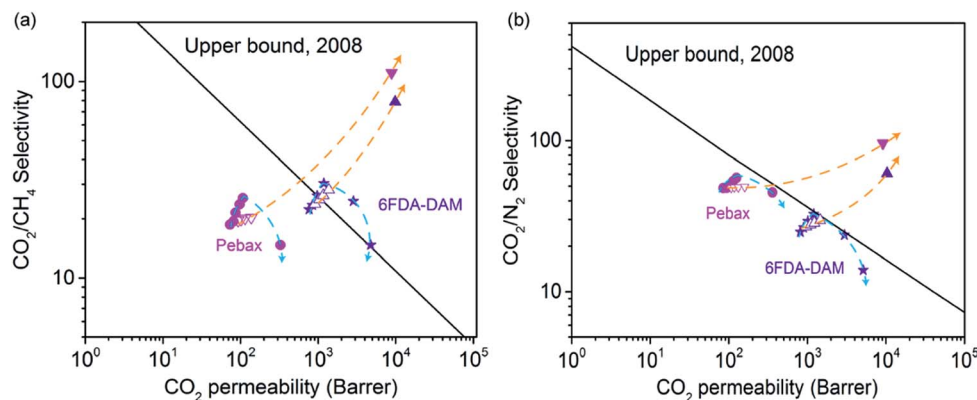 (a)
CO2/CH4 Selectivity
100
10
Upper bound, 2008
6FDA-DAM
Pebax
10^0 10^1 10^2 10^3 10^4 10^5
CO2 permeability (Barrer)
(b)
CO2/N2 Selectivity
100
10
Upper bound, 2008
Pebax
6FDA-DAM
10^0 10^1 10^2 10^3 10^4 10^5
CO2 permeability (Barrer)